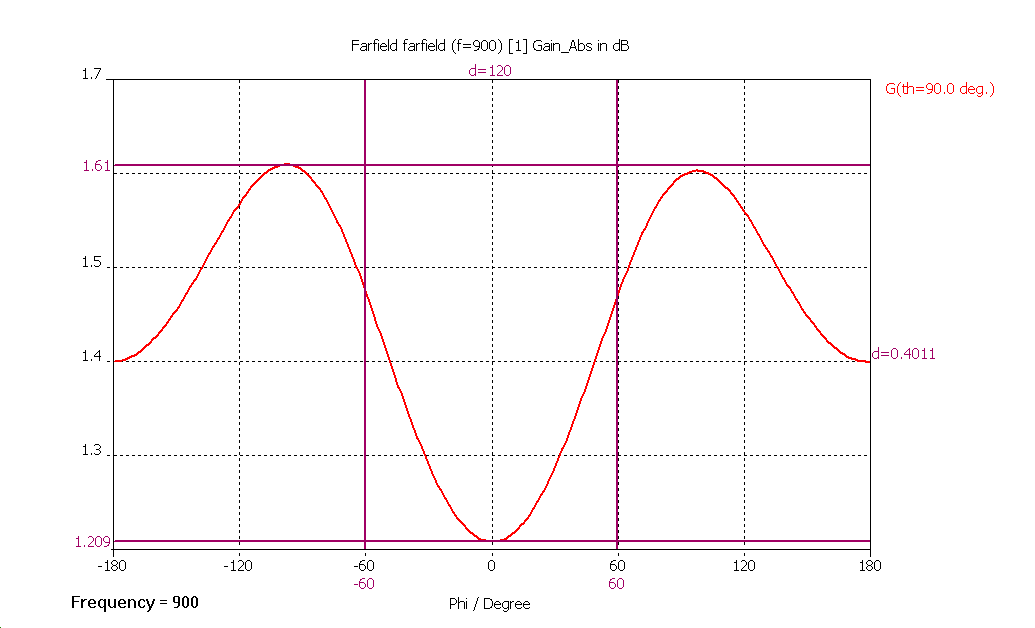 Farfield farfield (f=900) [1] Gain_Abs in dB
d=120
1.7
G(th=90.0 deg.)
1.61
1.5
1.4
d=0.4011
1.3
1.209
-180 -120 -60 0 60 120 180
-60 60
Frequency = 900
Phi / Degree